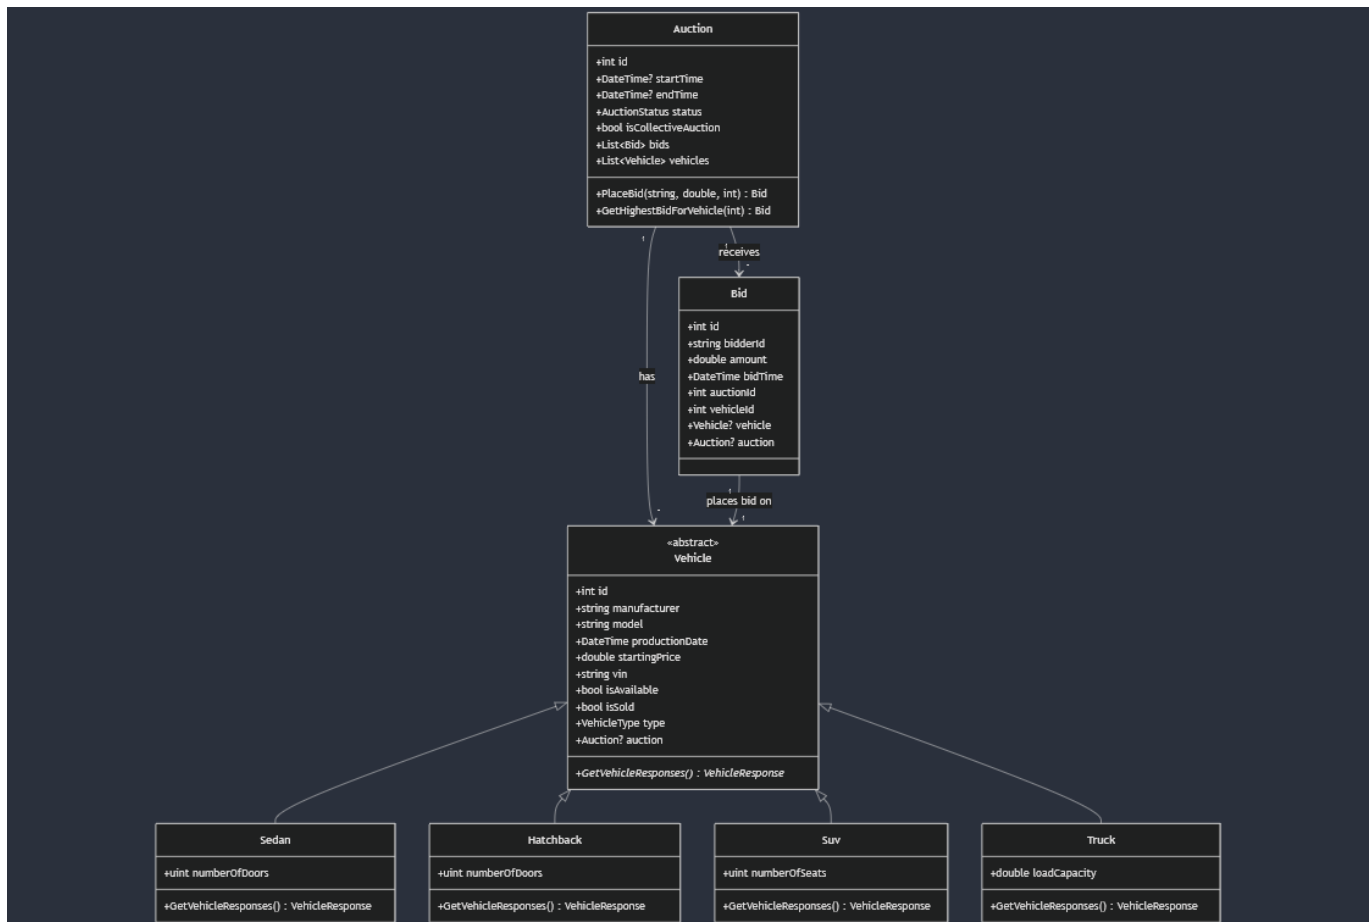 Auction
+int id
+DateTime? startTime
+DateTime? endTime
+AuctionStatus status
+bool isCollectiveAuction
+List<Bid> bids
+List<Vehicle> vehicles
+PlaceBid(string, double, int) : Bid
+GetHighestBidForVehicle(int) : Bid
receives
Bid
+int id
+string bidderId
+double amount
+DateTime bidTime
+int auctionId
+int vehicleId
+Vehicle? vehicle
+Auction? auction
has
places bid on
«abstract»
Vehicle
+int id
+string manufacturer
+string model
+DateTime productionDate
+double startingPrice
+string vin
+bool isAvailable
+bool isSold
+VehicleType type
+Auction? auction
+GetVehicleResponses() : VehicleResponse
Sedan
+uint numberOfDoors
+GetVehicleResponses() : VehicleResponse
Hatchback
+uint numberOfDoors
+GetVehicleResponses() : VehicleResponse
Suv
+uint numberOfSeats
+GetVehicleResponses() : VehicleResponse
Truck
+double loadCapacity
+GetVehicleResponses() : VehicleResponse